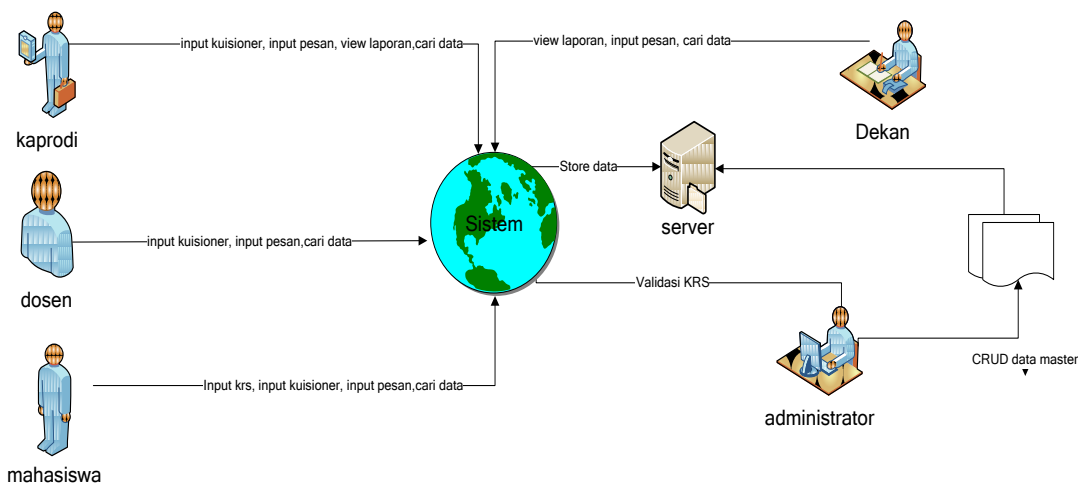 input kuisioner, input pesan, view laporan,cari data
view laporan, input pesan, cari data
kaprodi
Dekan
Store data
server
Sistem
input kuisioner, input pesan,cari data
dosen
Validasi KRS
CRUD data master
Input krs, input kuisioner, input pesan,cari data
administrator
mahasiswa